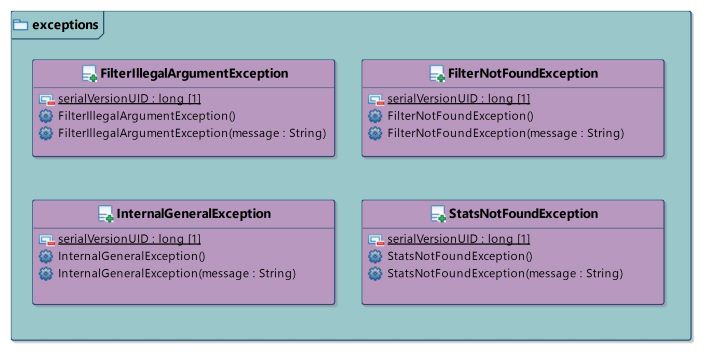 exceptions
FilterIllegalArgumentException
serialVersionUID : long [1]
FilterIllegalArgumentException()
FilterIllegalArgumentException(message : String)
FilterNotFoundException
serialVersionUID : long [1]
FilterNotFoundException()
FilterNotFoundException(message : String)
InternalGeneralException
serialVersionUID : long [1]
InternalGeneralException()
InternalGeneralException(message : String)
StatsNotFoundException
serialVersionUID : long [1]
StatsNotFoundException()
StatsNotFoundException(message : String)